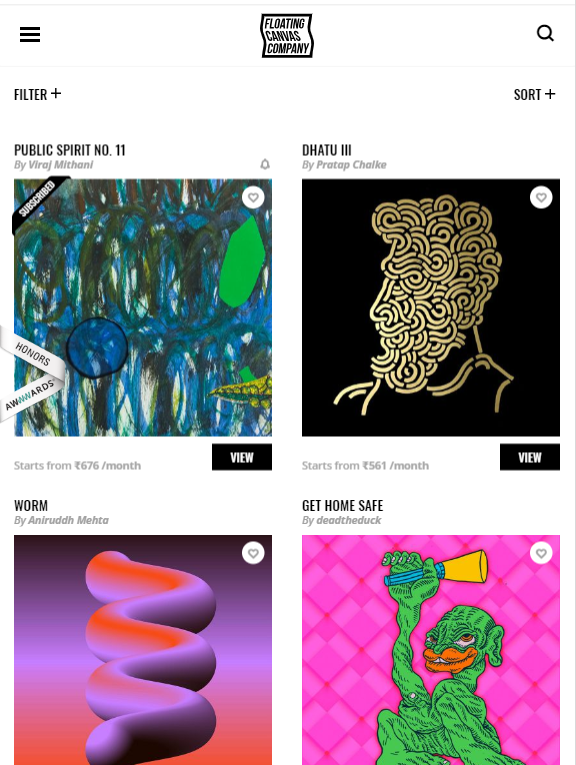 FLOATING
CANVAS
COMPANY
FILTER +
SORT +
PUBLIC SPIRIT NO. 11
By Viraj Mithani
DHATU III
By Pratap Chalke
SUBSCRIBED
HONORS
AWWWARDS
Starts from ₹676 /month
VIEW
Starts from ₹561 /month
VIEW
WORM
By Aniruddh Mehta
GET HOME SAFE
By deadtheduck